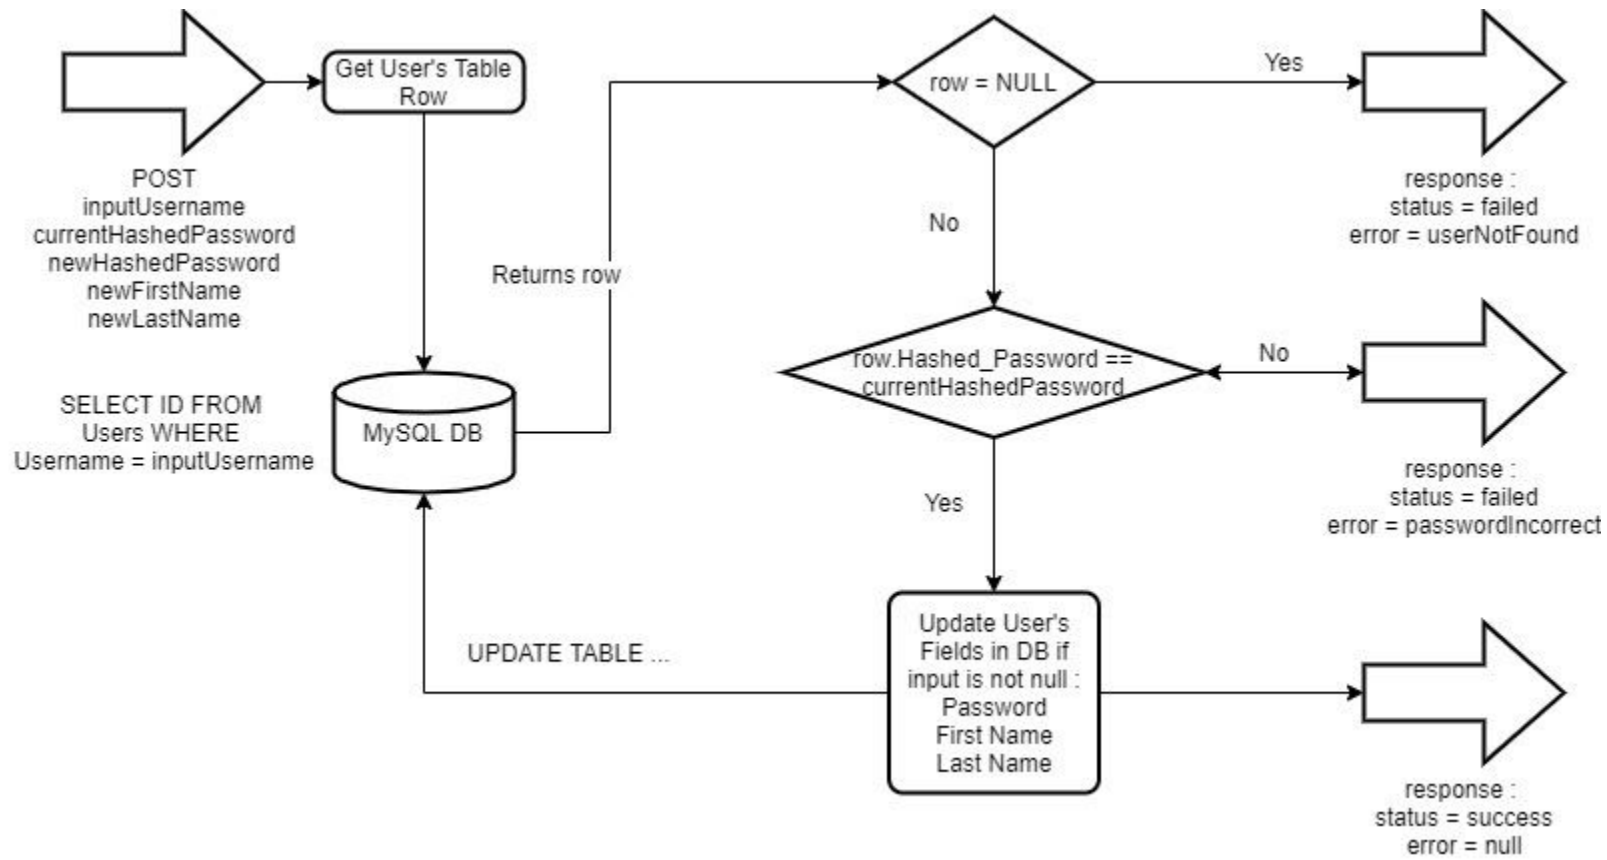 Get User's Table
Row
POST
inputUsername
currentHashedPassword
newHashedPassword
newFirstName
newLastName
SELECT ID FROM
Users WHERE
Username = inputUsername
MySQL DB
Returns row
row = NULL
Yes
response :
status = failed
error = userNotFound
No
row.Hashed_Password ==
currentHashedPassword
No
response :
status = failed
error = passwordIncorrect
Yes
UPDATE TABLE ...
Update User's
Fields in DB if
input is not null :
Password
First Name
Last Name
response :
status = success
error = null